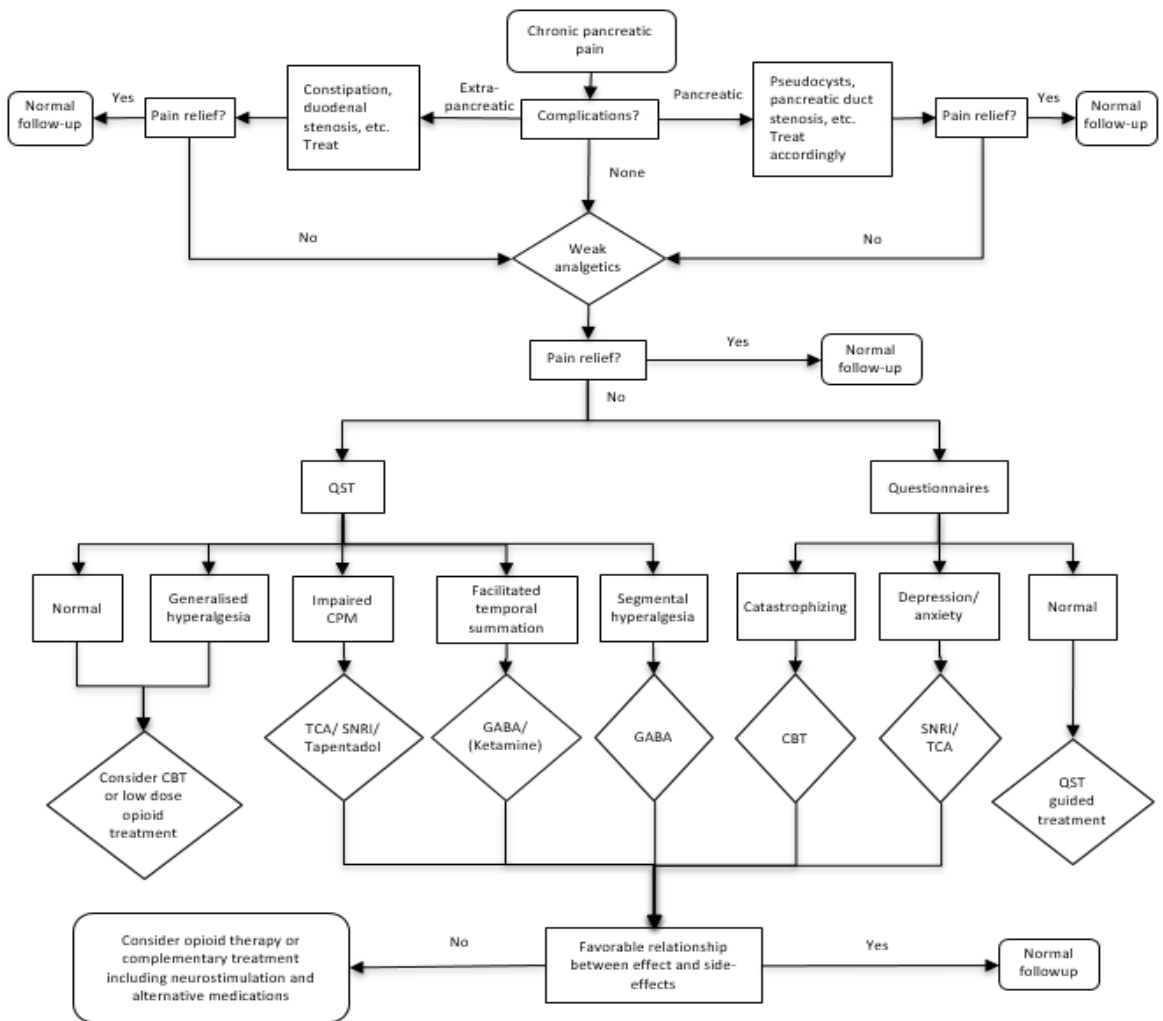 Chronic pancreatic
pain
Normal
follow-up
Yes
Pain relief?
Constipation,
duodenal
stenosis, etc.
Treat
Extra-
pancreatic
Complications?
Pancreatic
Pseudocysts,
pancreatic duct
stenosis, etc.
Treat
accordingly
Pain relief?
Yes
Normal
follow-up
None
No
No
Weak
analgetics
Pain relief?
Yes
Normal
follow-up
No
QST
Questionnaires
Normal
Generalised
hyperalgesia
Impaired
CPM
Facilitated
temporal
summation
Segmental
hyperalgesia
Catastrophizing
Depression/
anxiety
Normal
TCA/ SNRI/
Tapentadol
GABA/
(Ketamine)
GABA
CBT
SNRI/
TCA
Consider CBT
or low dose
opioid
treatment
QST
guided
treatment
Consider opioid therapy or
complementary treatment
including neurostimulation and
alternative medications
No
Favorable relationship
between effect and side-
effects
Yes
Normal
followup